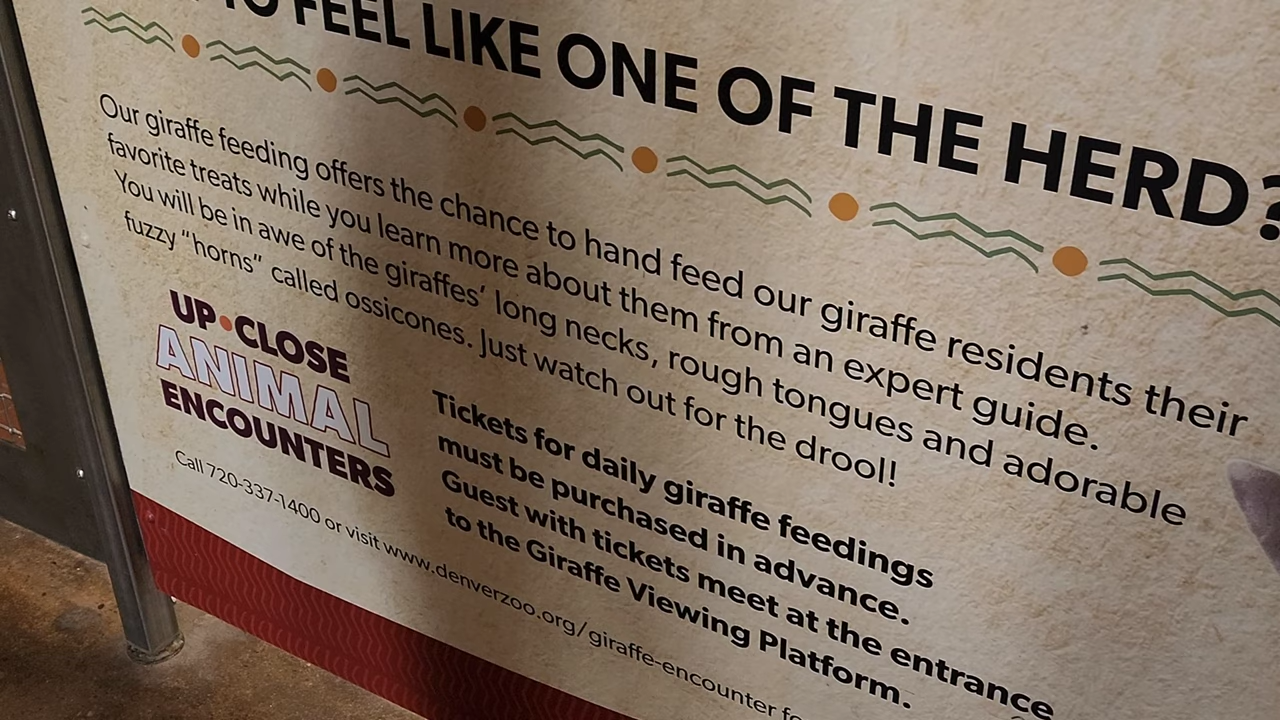 TO FEEL LIKE ONE OF THE HERD?
Our giraffe feeding offers the chance to hand feed our giraffe residents their
favorite treats while you learn more about them from an expert guide.
You will be in awe of the giraffes’ long necks, rough tongues and adorable
fuzzy “horns” called ossicones. Just watch out for the drool!
UP•CLOSE
ANIMAL
ENCOUNTERS
Tickets for daily giraffe feedings
must be purchased in advance.
Guest with tickets meet at the entrance
to the Giraffe Viewing Platform.
Call 720-337-1400 or visit www.denverzoo.org/giraffe-encounter